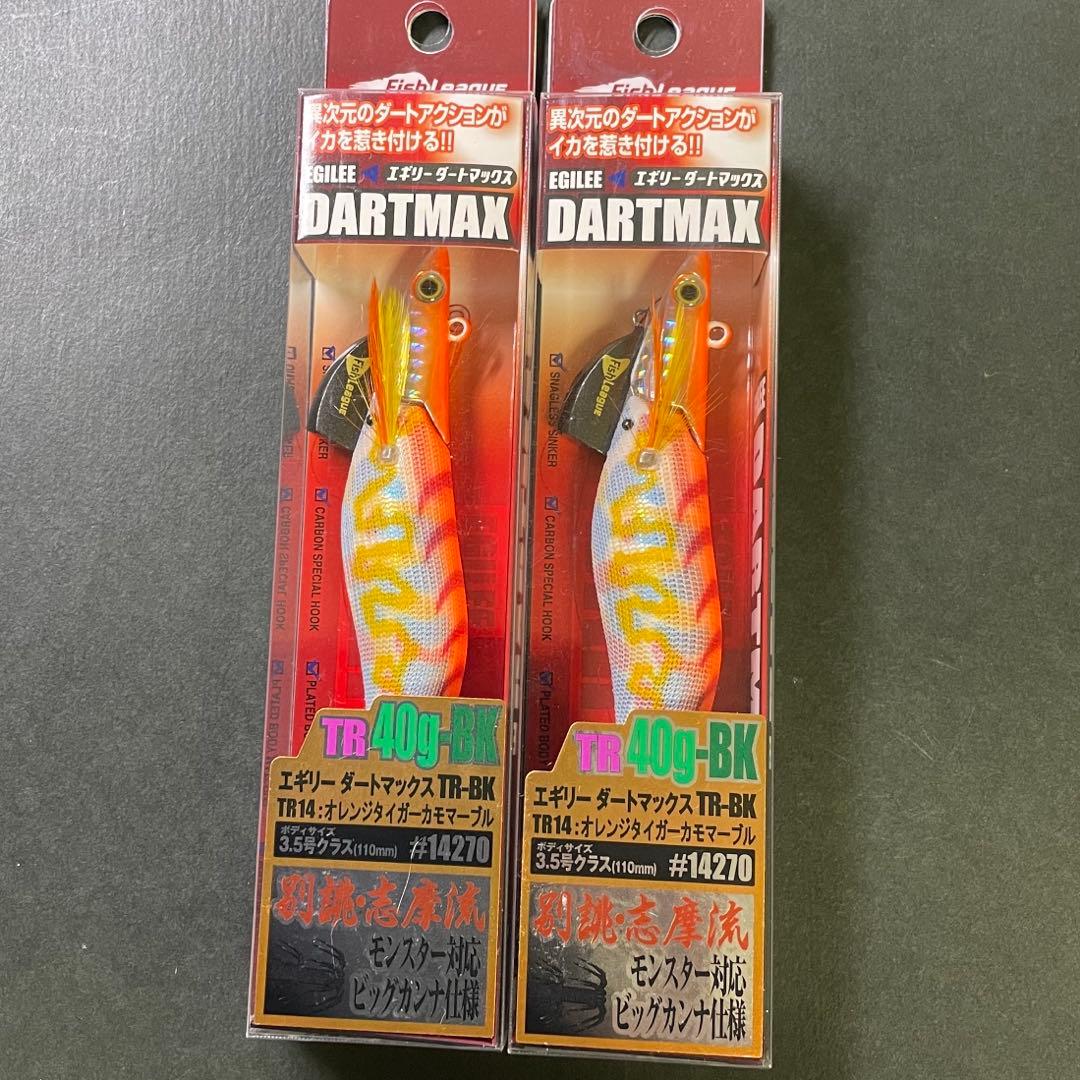 Fish League
異次元のダートアクションが
イカを惹き付ける!!
EGILEE エギリー ダートマックス
DARTMAX
FishLeague
SNAGLESS SINKER
CARBON SPECIAL HOOK
PLATED BODY
TR 40g-BK
エギリー ダートマックス TR-BK
TR14:オレンジタイガーカモマーブル
ボディサイズ
3.5号クラス(110mm) #14270
別誂・志摩流
モンスター対応
ビッグカンナ仕様
Fish League
異次元のダートアクションが
イカを惹き付ける!!
EGILEE エギリー ダートマックス
DARTMAX
FishLeague
SNAGLESS SINKER
CARBON SPECIAL HOOK
PLATED BODY
TR 40g-BK
エギリー ダートマックス TR-BK
TR14:オレンジタイガーカモマーブル
ボディサイズ
3.5号クラス(110mm) #14270
別誂・志摩流
モンスター対応
ビッグカンナ仕様